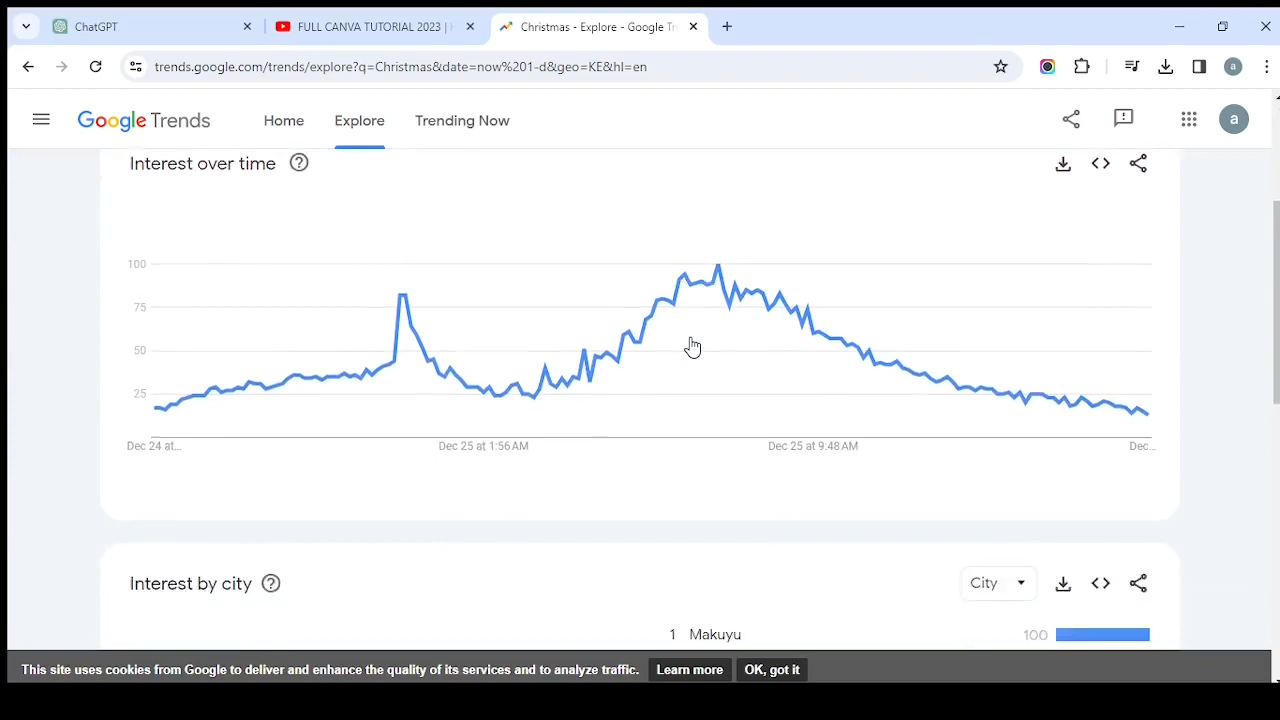 ChatGPT
FULL CANVA TUTORIAL 2023 |
Christmas - Explore - Google Tr
trends.google.com/trends/explore?q=Christmas&date=now%201-d&geo=KE&hl=en
a
Google Trends
Home
Explore
Trending Now
a
Interest over time
100
75
50
25
Dec 24 at...
Dec 25 at 1:56 AM
Dec 25 at 9:48 AM
Dec...
Interest by city
City
1 Makuyu
100
This site uses cookies from Google to deliver and enhance the quality of its services and to analyze traffic.
Learn more
OK, got it